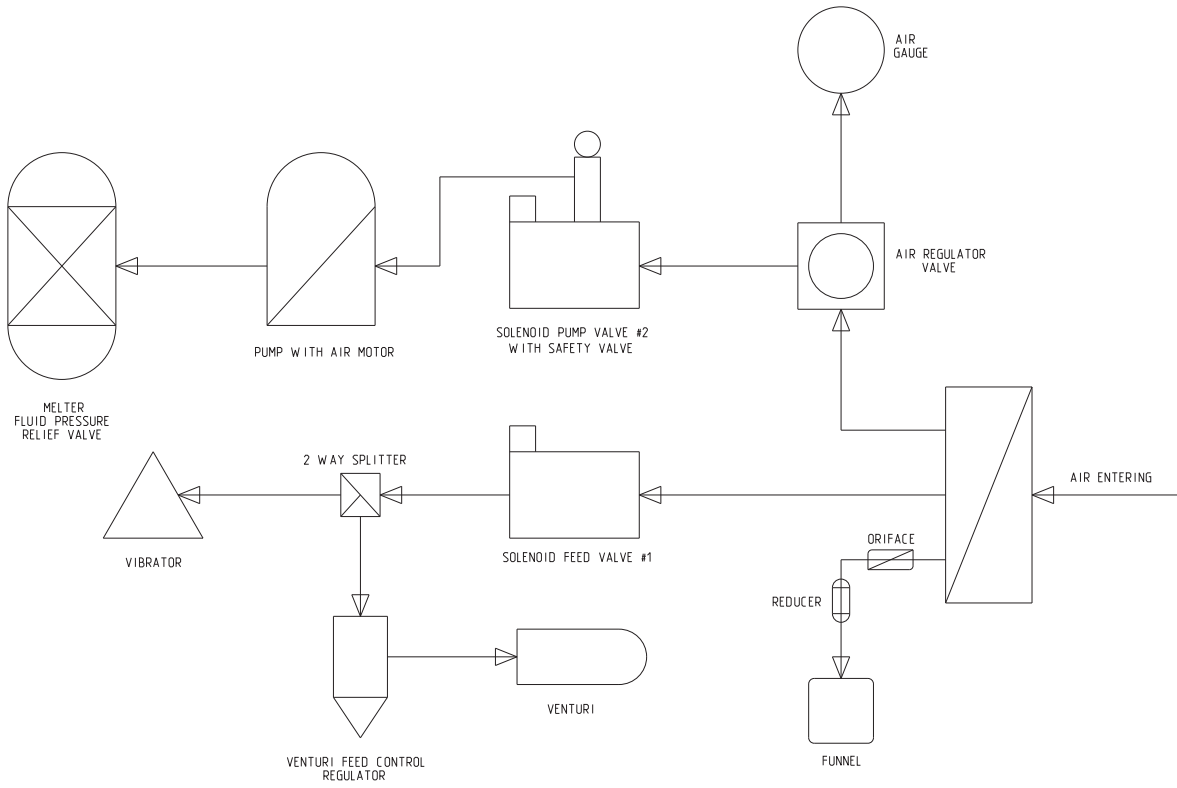 AIR
GAUGE
AIR REGULATOR
VALVE
SOLENOID PUMP VALVE #2
WITH SAFETY VALVE
PUMP WITH AIR MOTOR
MELTER
FLUID PRESSURE
RELIEF VALVE
2 WAY SPLITTER
AIR ENTERING
VIBRATOR
SOLENOID FEED VALVE #1
ORIFACE
REDUCER
VENTURI
VENTURI FEED CONTROL
REGULATOR
FUNNEL